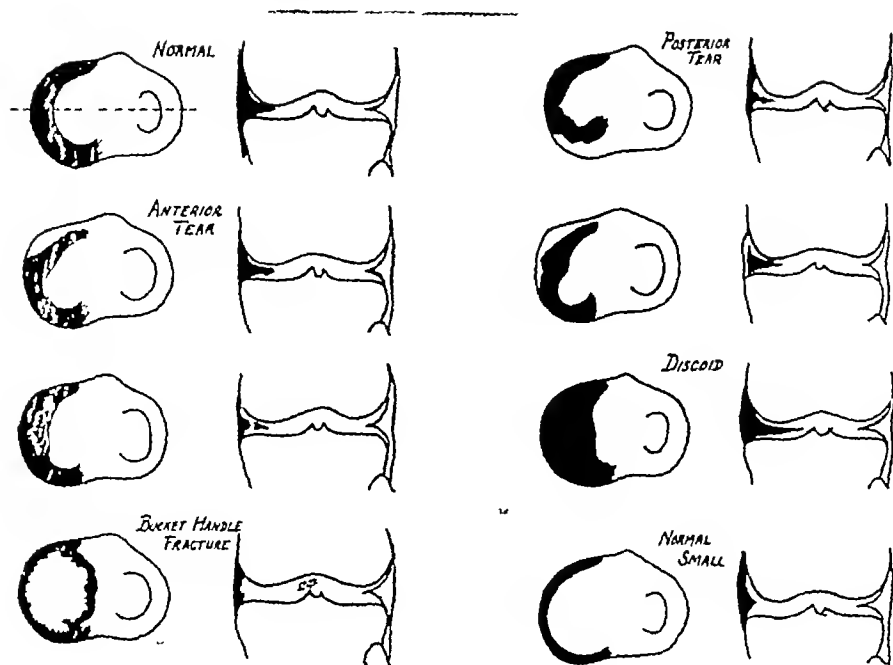 NORMAL
POSTERIOR
TEAR
ANTERIOR
TEAR
DISCOID
BUCKET HANDLE
FRACTURE
NORMAL
SMALL